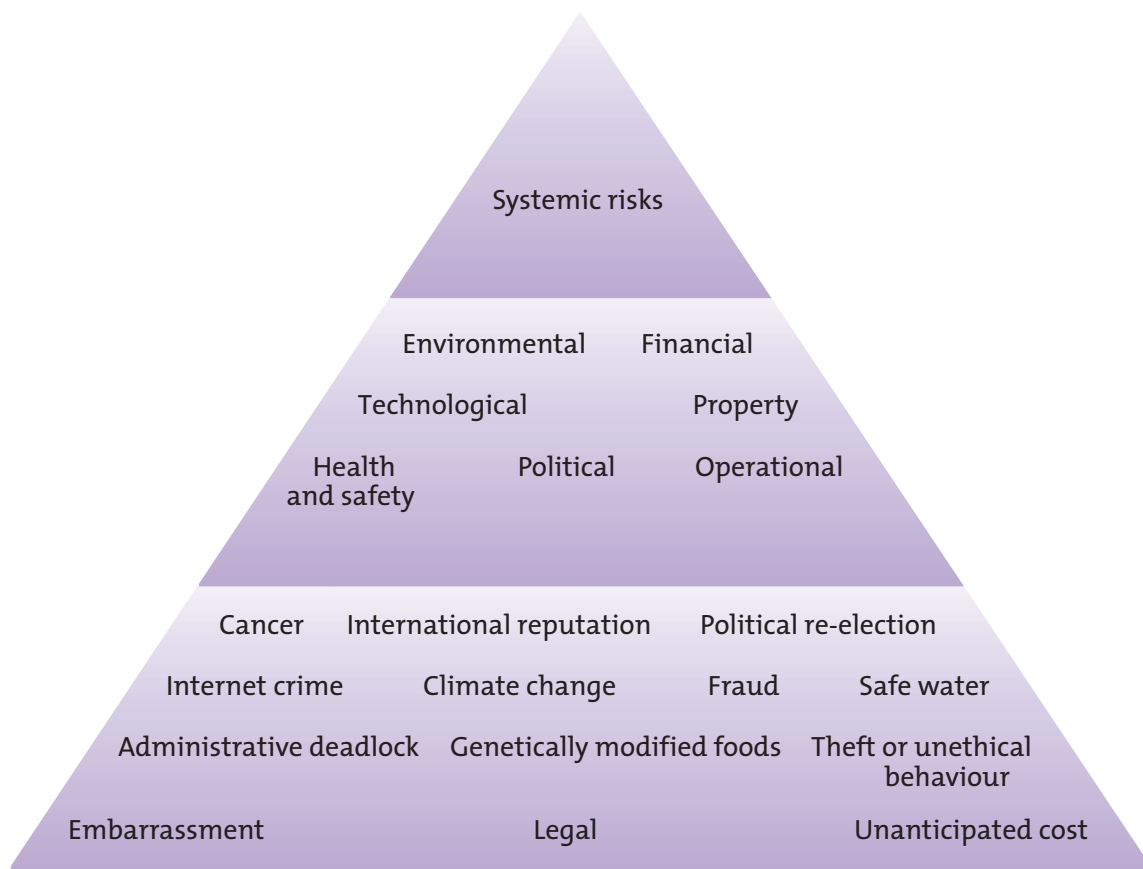 Systemic risks
Environmental Financial
Technological Property
Health and safety Political Operational
Cancer International reputation Political re-election
Internet crime Climate change Fraud Safe water
Administrative deadlock Genetically modified foods Theft or unethical behaviour
Embarrassment Legal Unanticipated cost